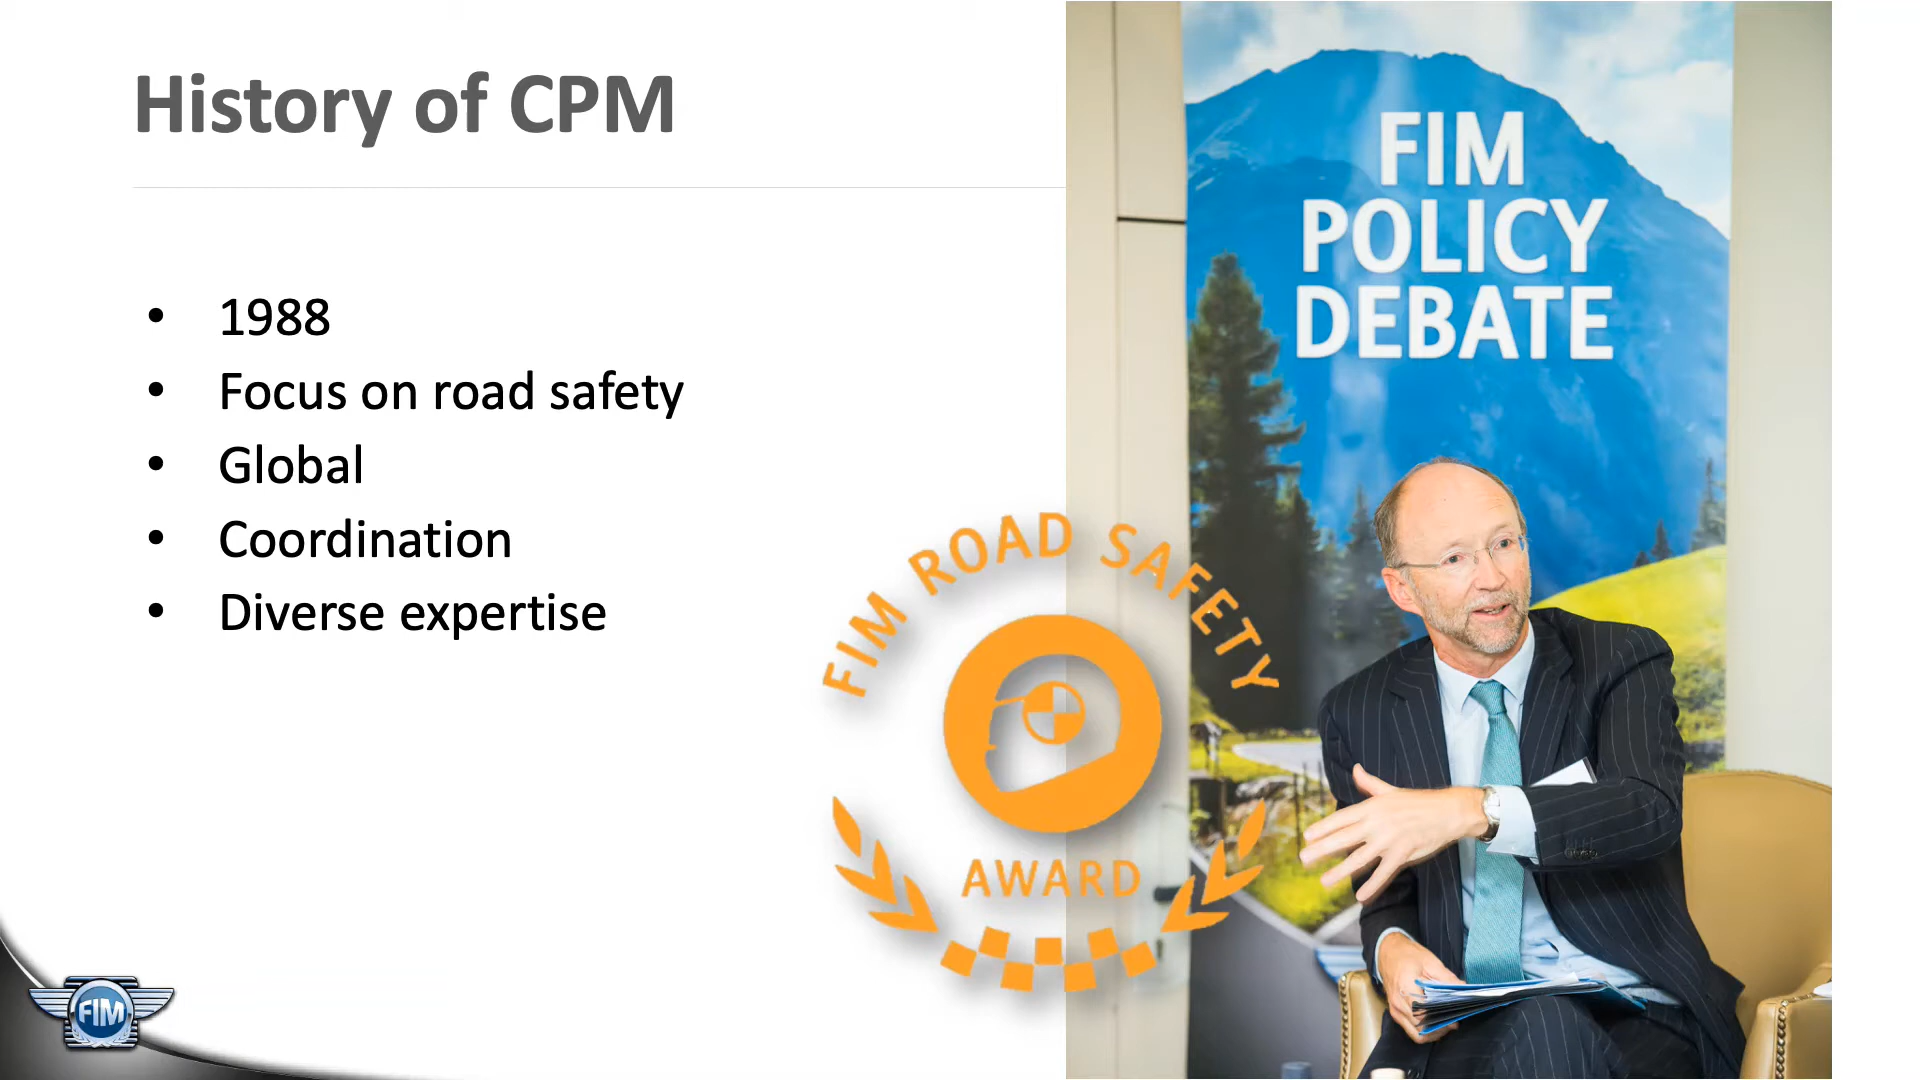 History of CPM
• 1988
• Focus on road safety
• Global
• Coordination
• Diverse expertise
FIM ROAD SAFETY
AWARD
FIM
POLICY
DEBATE
FIM